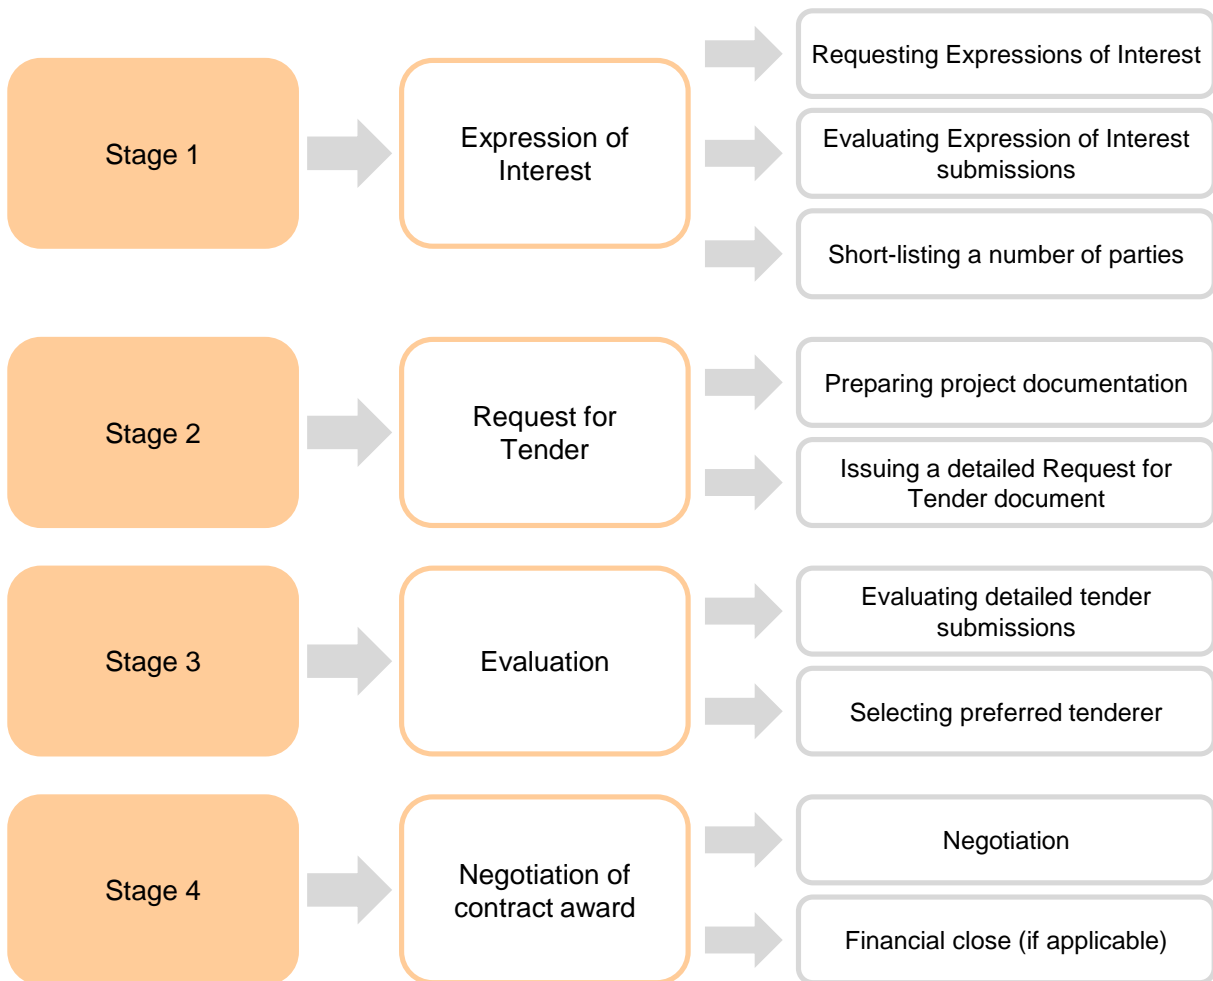 Stage 1
Expression of
Interest
Requesting Expressions of Interest
Evaluating Expression of Interest
submissions
Short-listing a number of parties
Stage 2
Request for
Tender
Preparing project documentation
Issuing a detailed Request for
Tender document
Stage 3
Evaluation
Evaluating detailed tender
submissions
Selecting preferred tenderer
Stage 4
Negotiation of
contract award
Negotiation
Financial close (if applicable)